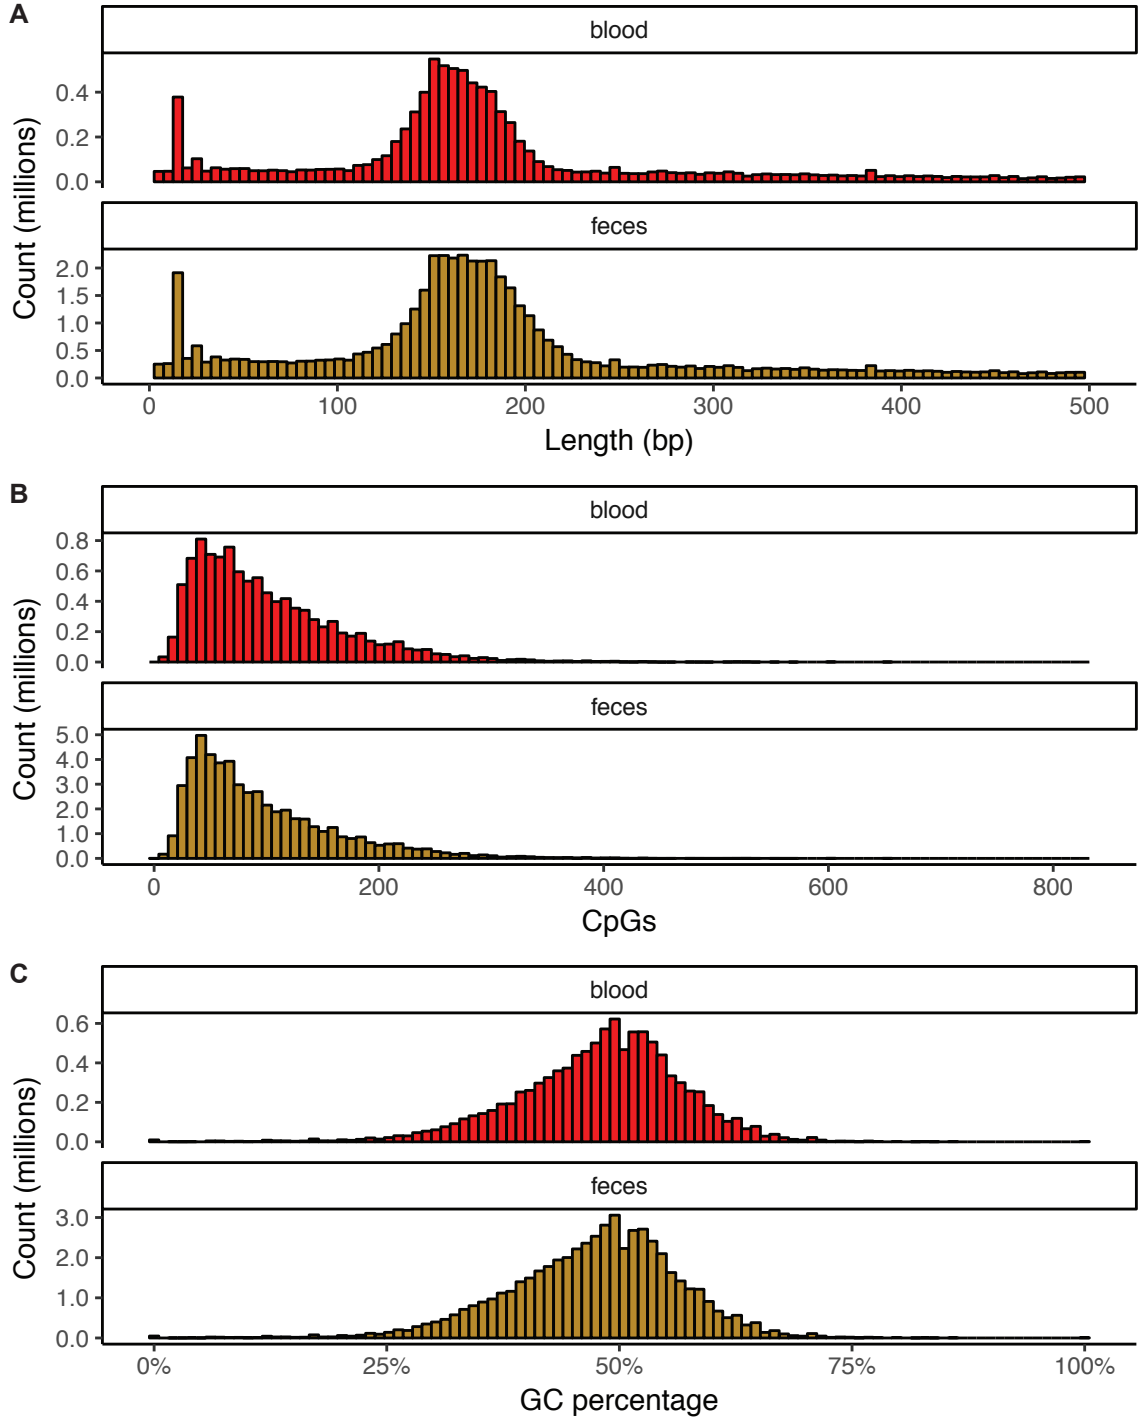 A
blood
0.4
0.2
0.0
feces
2.0
1.5
1.0
0.5
0.0
Count (millions)
0 100 200 300 400 500
Length (bp)
B
blood
0.8
0.6
0.4
0.2
0.0
feces
5.0
4.0
3.0
2.0
1.0
0.0
Count (millions)
0 200 400 600 800
CpGs
C
blood
0.6
0.4
0.2
0.0
feces
3.0
2.0
1.0
0.0
Count (millions)
0% 25% 50% 75% 100%
GC percentage